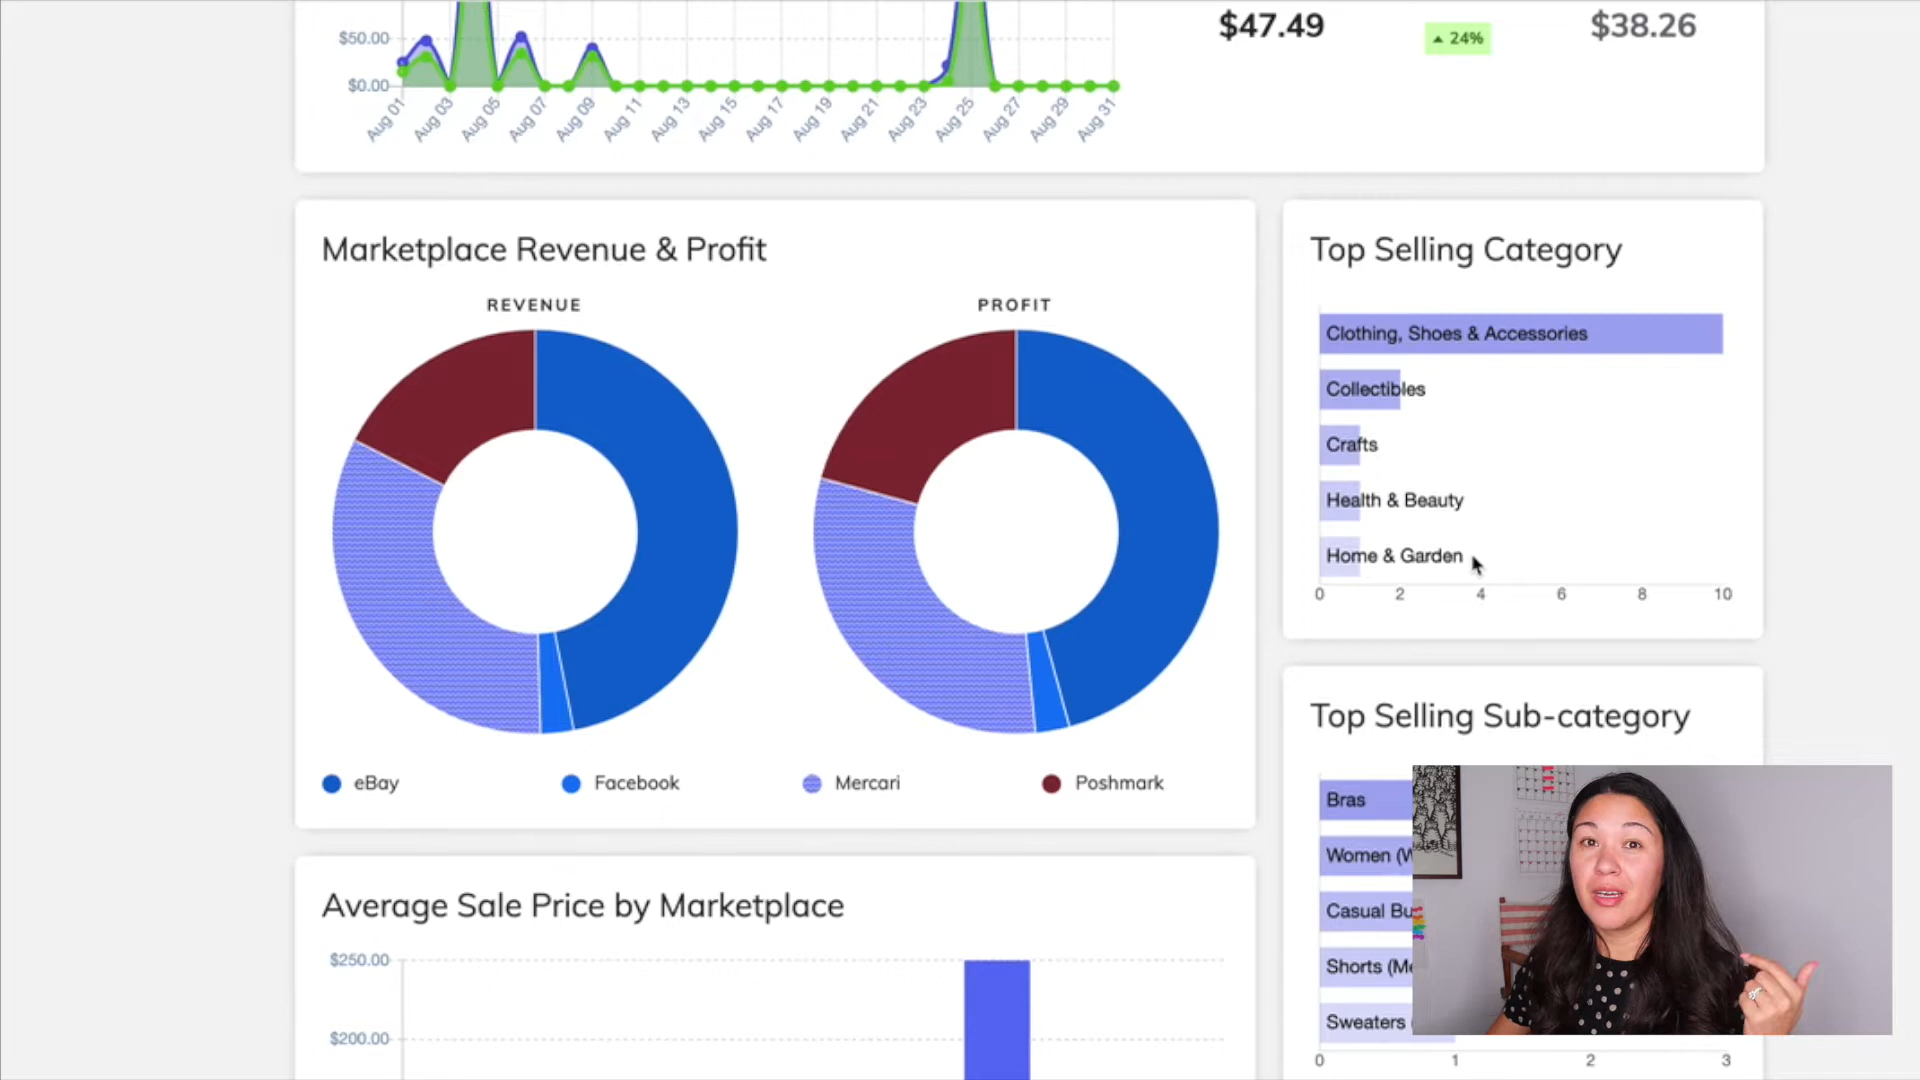 $50.00
$0.00
Aug 01
Aug 03
Aug 05
Aug 07
Aug 09
Aug 11
Aug 13
Aug 15
Aug 17
Aug 19
Aug 21
Aug 23
Aug 25
Aug 27
Aug 29
Aug 31
$47.49
24%
$38.26
Marketplace Revenue & Profit
REVENUE
PROFIT
eBay
Facebook
Mercari
Poshmark
Top Selling Category
Clothing, Shoes & Accessories
Collectibles
Crafts
Health & Beauty
Home & Garden
0 2 4 6 8 10
Average Sale Price by Marketplace
$250.00
$200.00
Top Selling Sub-category
Bras
Women (W
Casual Bu
Shorts (Me
Sweaters
0 1 2 3